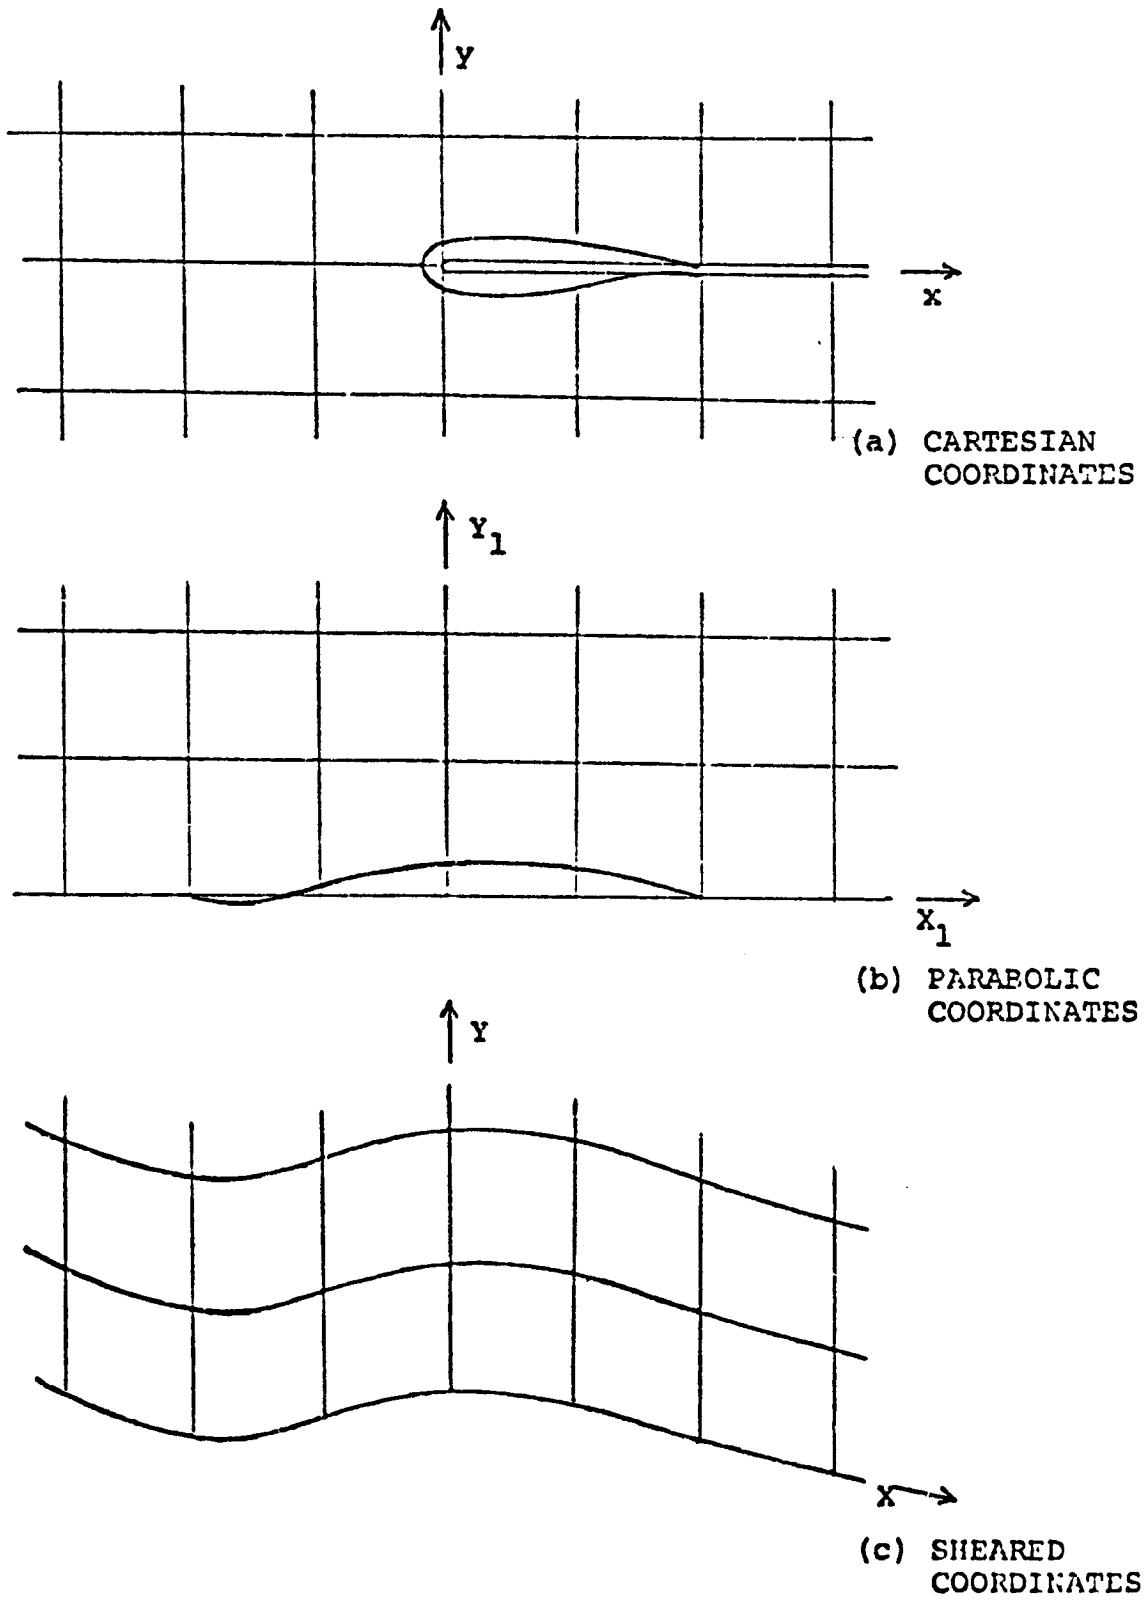 y
x
(a) CARTESIAN
COORDINATES
Y1
X1
(b) PARABOLIC
COORDINATES
Y
X
(c) SHEARED
COORDINATES